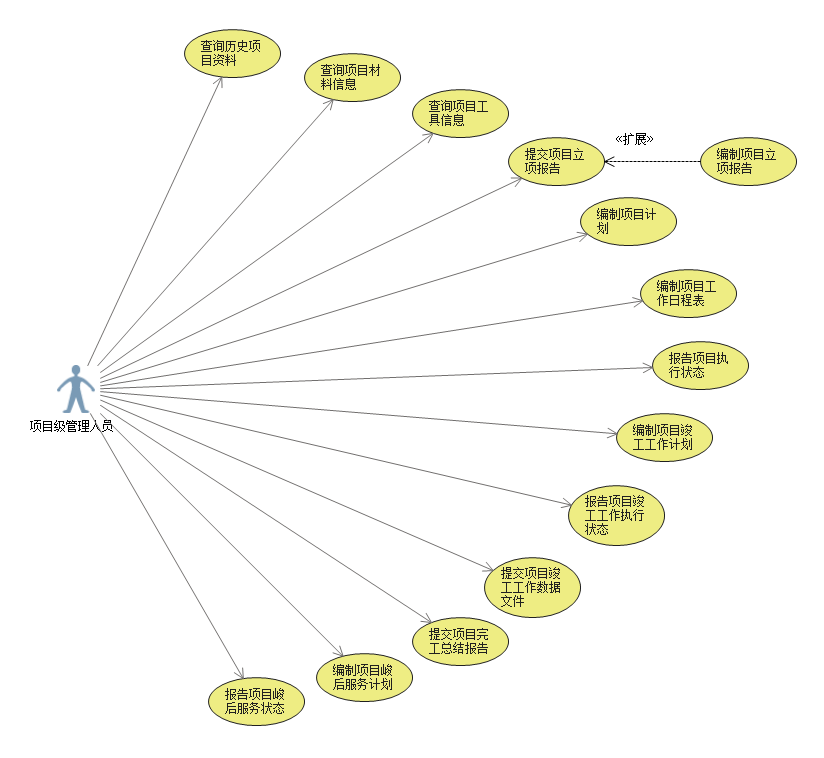 查询历史项
目资料
查询项目材
料信息
查询项目工
具信息
«扩展»
提交项目立
项报告
编制项目立
项报告
编制项目计
划
编制项目工
作日程表
报告项目执
行状态
项目级管理人员
编制项目竣
工工作计划
报告项目竣
工工作执行
状态
提交项目竣
工工作数据
文件
提交项目完
工总结报告
编制项目峻
后服务计划
报告项目峻
后服务状态